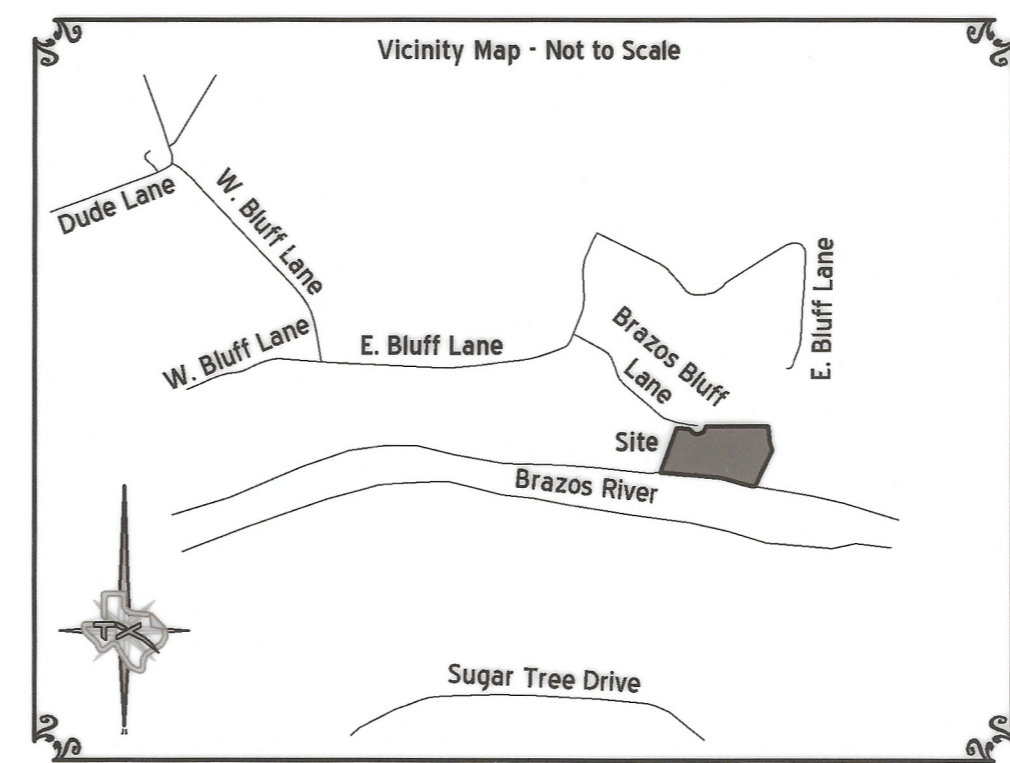 Vicinity Map - Not to Scale
Dude Lane
W. Bluff Lane
W. Bluff Lane
E. Bluff Lane
E. Bluff Lane
Brazos Bluff
Lane
Site
Brazos River
TX
Sugar Tree Drive